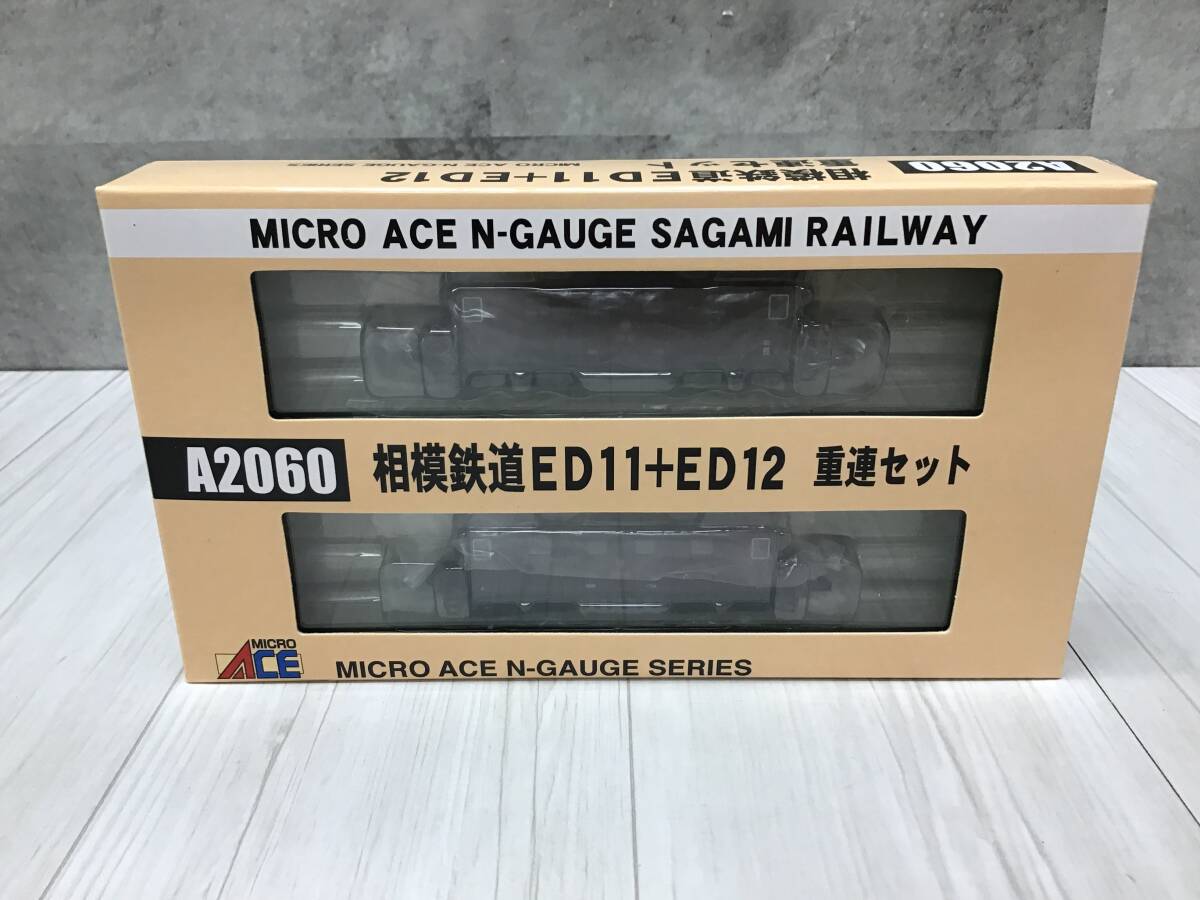 A2060
相模鉄道ED11+ED12
重連セット
MICRO ACE N-GAUGE SERIES
MICRO ACE N-GAUGE SAGAMI RAILWAY
A2060 相模鉄道ED11+ED12 重連セット
MICRO
ACE
MICRO ACE N-GAUGE SERIES